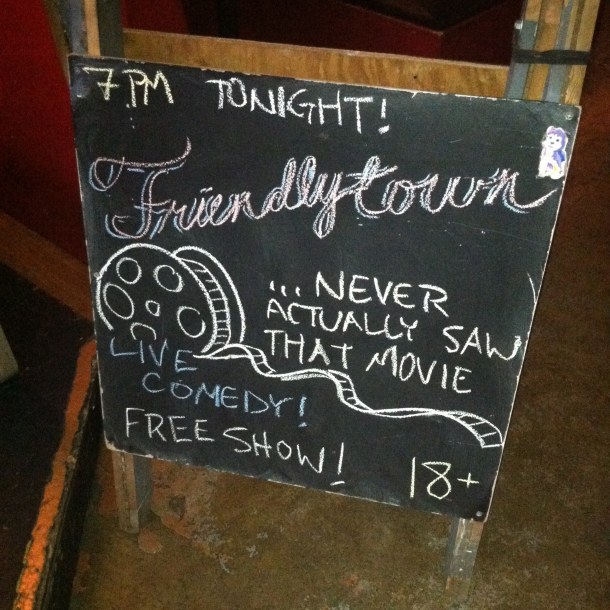 7PM TONIGHT!
Friendlytown
...NEVER
ACTUALLY SAW
THAT MOVIE
LIVE
COMEDY!
FREE SHOW!
18+